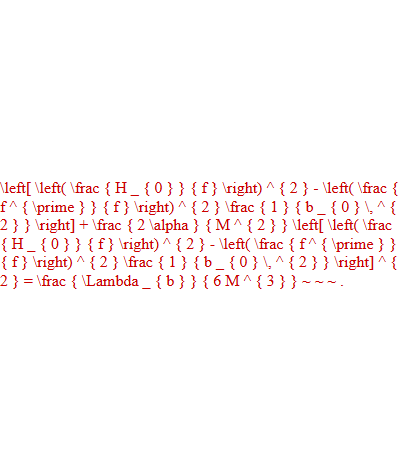 \left[ \left( \frac { H _ { 0 } } { f } \right) ^ { 2 } - \left( \frac {
f ^ { \prime } } { f } \right) ^ { 2 } \frac { 1 } { b _ { 0 } \, ^ {
2 } } \right] + \frac { 2 \alpha } { M ^ { 2 } } \left[ \left( \frac
{ H _ { 0 } } { f } \right) ^ { 2 } - \left( \frac { f ^ { \prime } }
{ f } \right) ^ { 2 } \frac { 1 } { b _ { 0 } \, ^ { 2 } } \right] ^ {
2 } = \frac { \Lambda _ { b } } { 6 M ^ { 3 } } ~ ~ ~ .